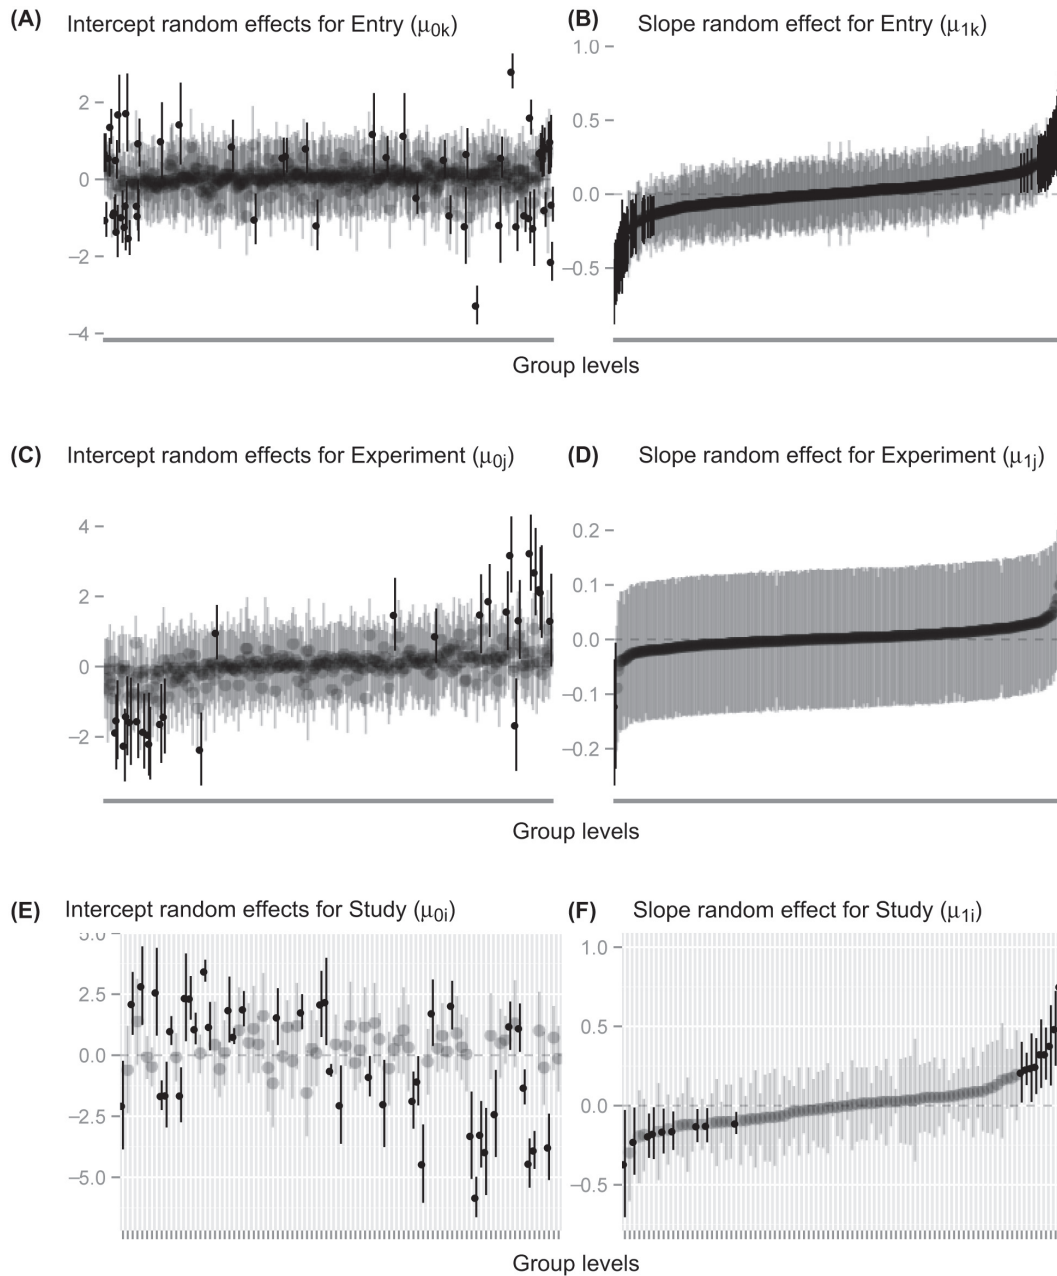 (A) Intercept random effects for Entry (μ0k)
(B) Slope random effect for Entry (μ1k)
2
0
−2
−4
1.0
0.5
0.0
−0.5
Group levels
(C) Intercept random effects for Experiment (μ0j)
(D) Slope random effect for Experiment (μ1j)
4
2
0
−2
0.2
0.1
0.0
−0.1
−0.2
Group levels
(E) Intercept random effects for Study (μ0i)
(F) Slope random effect for Study (μ1i)
5.0
2.5
0.0
−2.5
−5.0
1.0
0.5
0.0
−0.5
Group levels